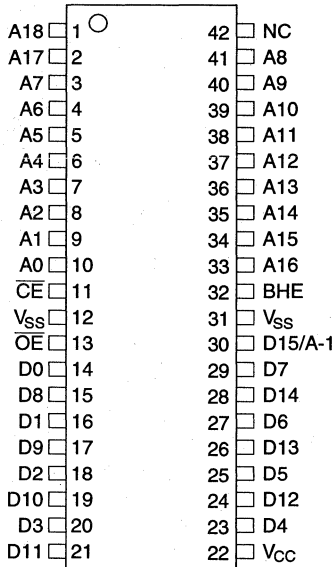 A18 1 42 NC
A17 2 41 A8
A7 3 40 A9
A6 4 39 A10
A5 5 38 A11
A4 6 37 A12
A3 7 36 A13
A2 8 35 A14
A1 9 34 A15
A0 10 33 A16
C̅E̅ 11 32 BHE
VSS 12 31 VSS
O̅E̅ 13 30 D15/A-1
D0 14 29 D7
D8 15 28 D14
D1 16 27 D6
D9 17 26 D13
D2 18 25 D5
D10 19 24 D12
D3 20 23 D4
D11 21 22 VCC